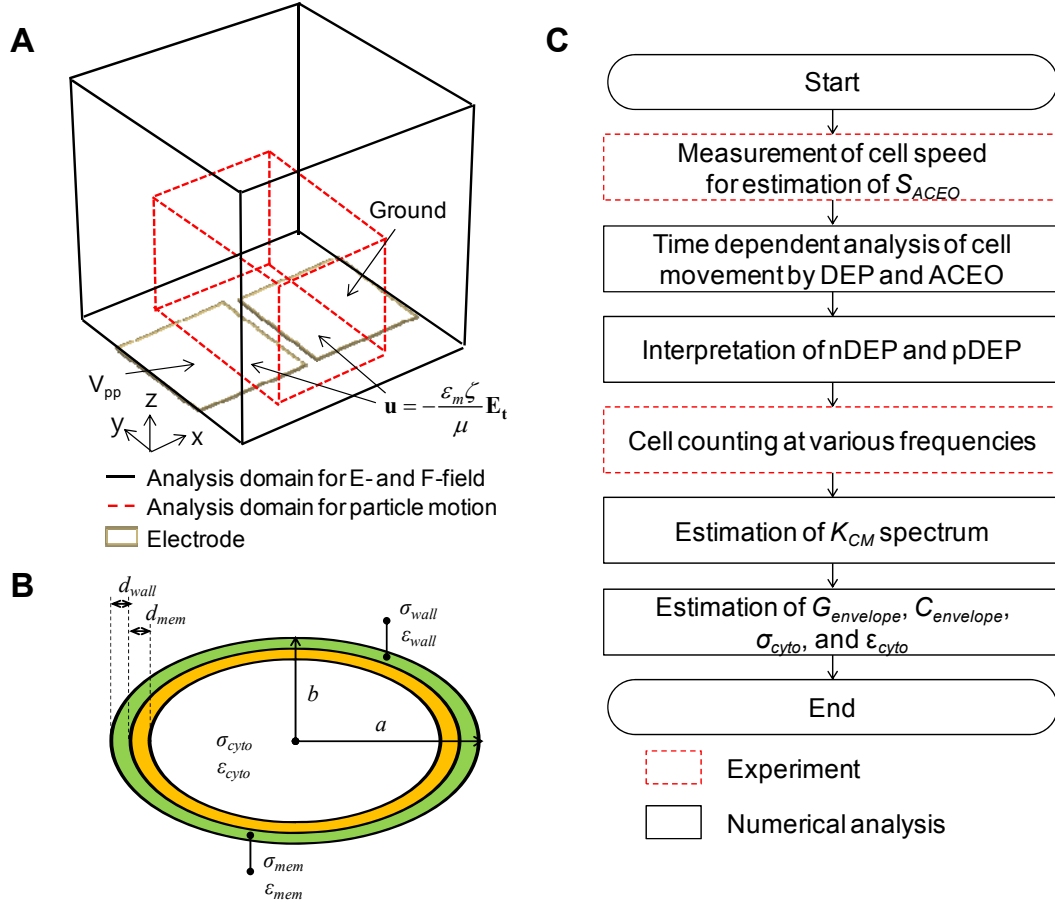 A
Ground
V_pp
z
y
x
u = −(ε_m ζ / μ) E_t
Analysis domain for E- and F-field
Analysis domain for particle motion
Electrode
B
d_wall
d_mem
σ_wall
ε_wall
b
a
σ_cyto
ε_cyto
σ_mem
ε_mem
C
Start
Measurement of cell speed
for estimation of S_ACEO
Time dependent analysis of cell
movement by DEP and ACEO
Interpretation of nDEP and pDEP
Cell counting at various frequencies
Estimation of K_CM spectrum
Estimation of G_envelope, C_envelope,
σ_cyto, and ε_cyto
End
Experiment
Numerical analysis